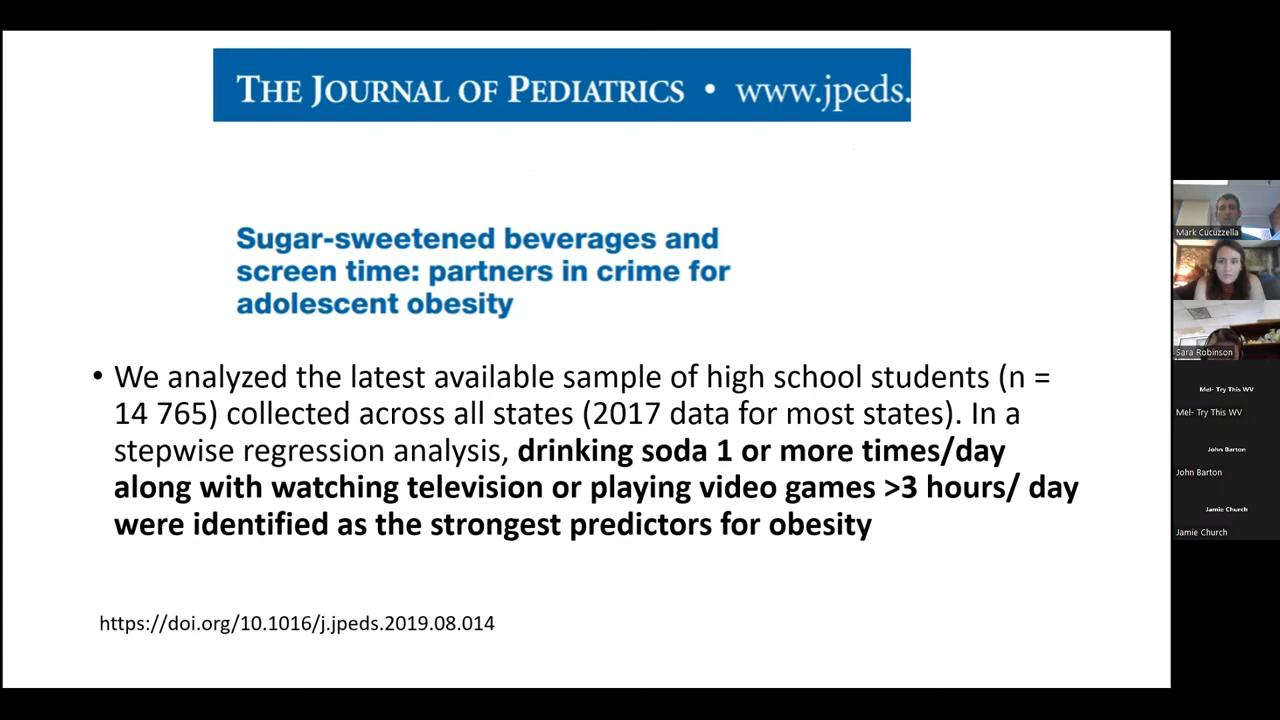 THE JOURNAL OF PEDIATRICS • www.jpeds.
Sugar-sweetened beverages and
screen time: partners in crime for
adolescent obesity
• We analyzed the latest available sample of high school students (n =
14 765) collected across all states (2017 data for most states). In a
stepwise regression analysis, drinking soda 1 or more times/day
along with watching television or playing video games >3 hours/ day
were identified as the strongest predictors for obesity
https://doi.org/10.1016/j.jpeds.2019.08.014
Mark Cucuzzella
Sara Robinson
Mel- Try This WV
Mel- Try This WV
John Barton
John Barton
Jamie Church
Jamie Church